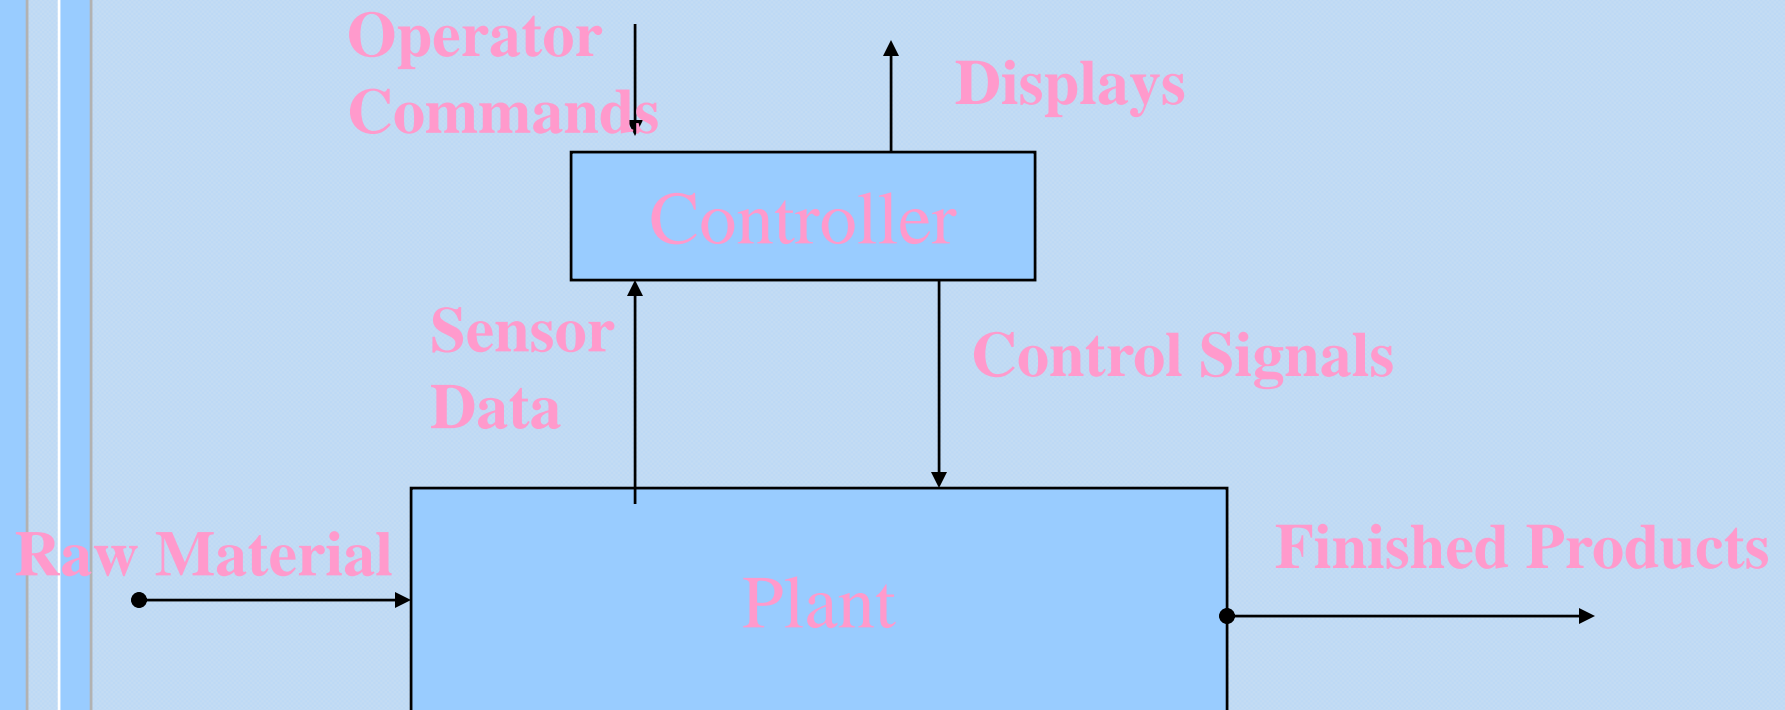 Operator
Commands
Displays
Controller
Sensor
Data
Control Signals
Raw Material
Finished Products
Plant